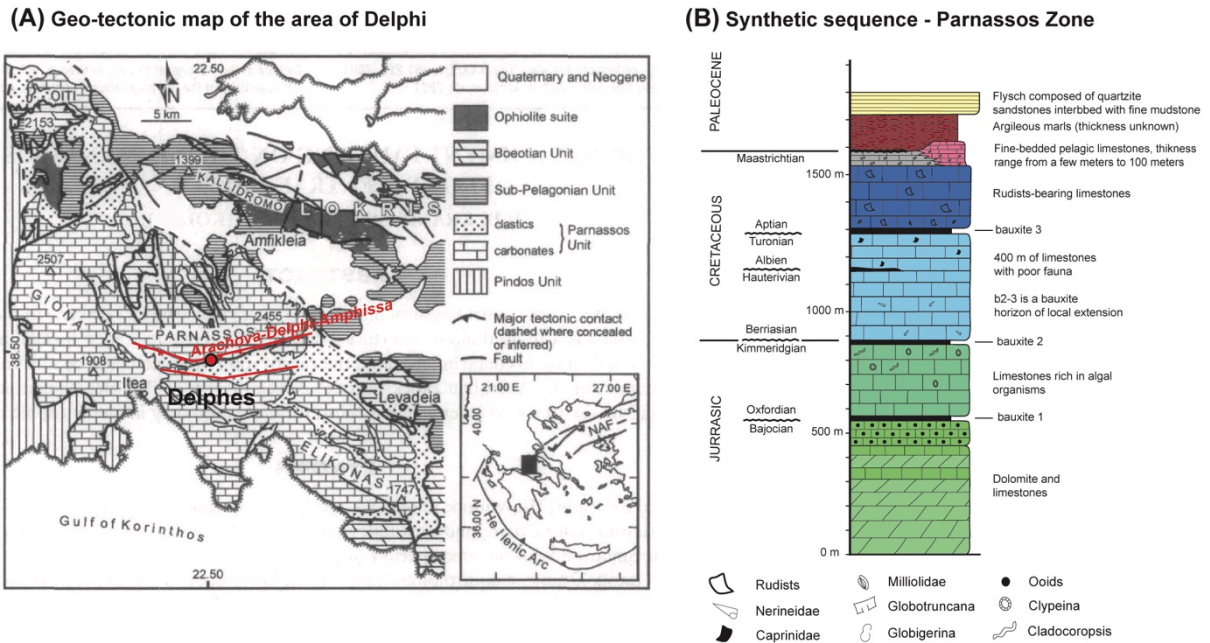 (A) Geo-tectonic map of the area of Delphi
22.50
OITI
2153
N
5 km
1399
KALLIDROMO
LOKRIS
Amfikleia
2507
GIONA
PARNASSOS
2455
Arachova-Delphi-Amphissa
38.50
1908
Itea
Delphes
Levadeia
ELIKONAS
1747
Gulf of Korinthos
22.50
Quaternary and Neogene
Ophiolite suite
Boeotian Unit
Sub-Pelagonian Unit
clastics
carbonates
Parnassos
Unit
Pindos Unit
Major tectonic contact
(dashed where concealed
or inferred)
Fault
21.00 E
27.00 E
40.00
NAF
36.00 N
Hellenic Arc
(B) Synthetic sequence - Parnassos Zone
PALEOCENE
CRETACEOUS
JURRASIC
Maastrichtian
1500 m
Aptian
Turonian
Albien
Hauterivian
1000 m
Berriasian
Kimmeridgian
Oxfordian
Bajocian
500 m
0 m
Flysch composed of quartzite
sandstones interbbed with fine mudstone
Argileous marls (thickness unknown)
Fine-bedded pelagic limestones, thikness
range from a few meters to 100 meters
Rudists-bearing limestones
bauxite 3
400 m of limestones
with poor fauna
b2-3 is a bauxite
horizon of local extension
bauxite 2
Limestones rich in algal
organisms
bauxite 1
Dolomite and
limestones
Rudists
Milliolidae
Ooids
Nerineidae
Globotruncana
Clypeina
Caprinidae
Globigerina
Cladocoropsis